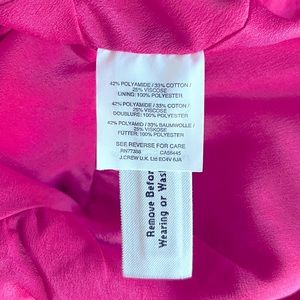 42% POLYAMIDE / 33% COTTON /
25% VISCOSE
LINING: 100% POLYESTER
42% POLYAMIDE / 33% COTON /
25% VISCOSE
DOUBLURE: 100% POLYESTER
42% POLYAMID / 33% BAUMWOLLE /
25% VISKOSE
FUTTER: 100% POLYESTER
SEE REVERSE FOR CARE
RN77388 CA56445
J.CREW U.K. Ltd EC4V 6JA
Remove Befor
Wearing or Was